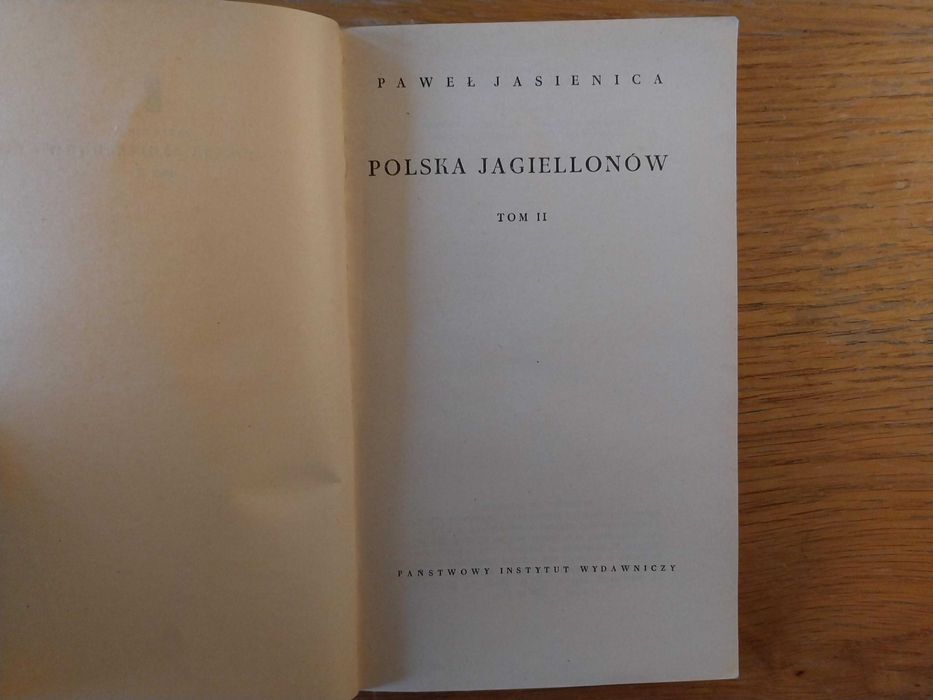 PAWEŁ JASIENICA
POLSKA JAGIELLONÓW
TOM II
PAŃSTWOWY INSTYTUT WYDAWNICZY